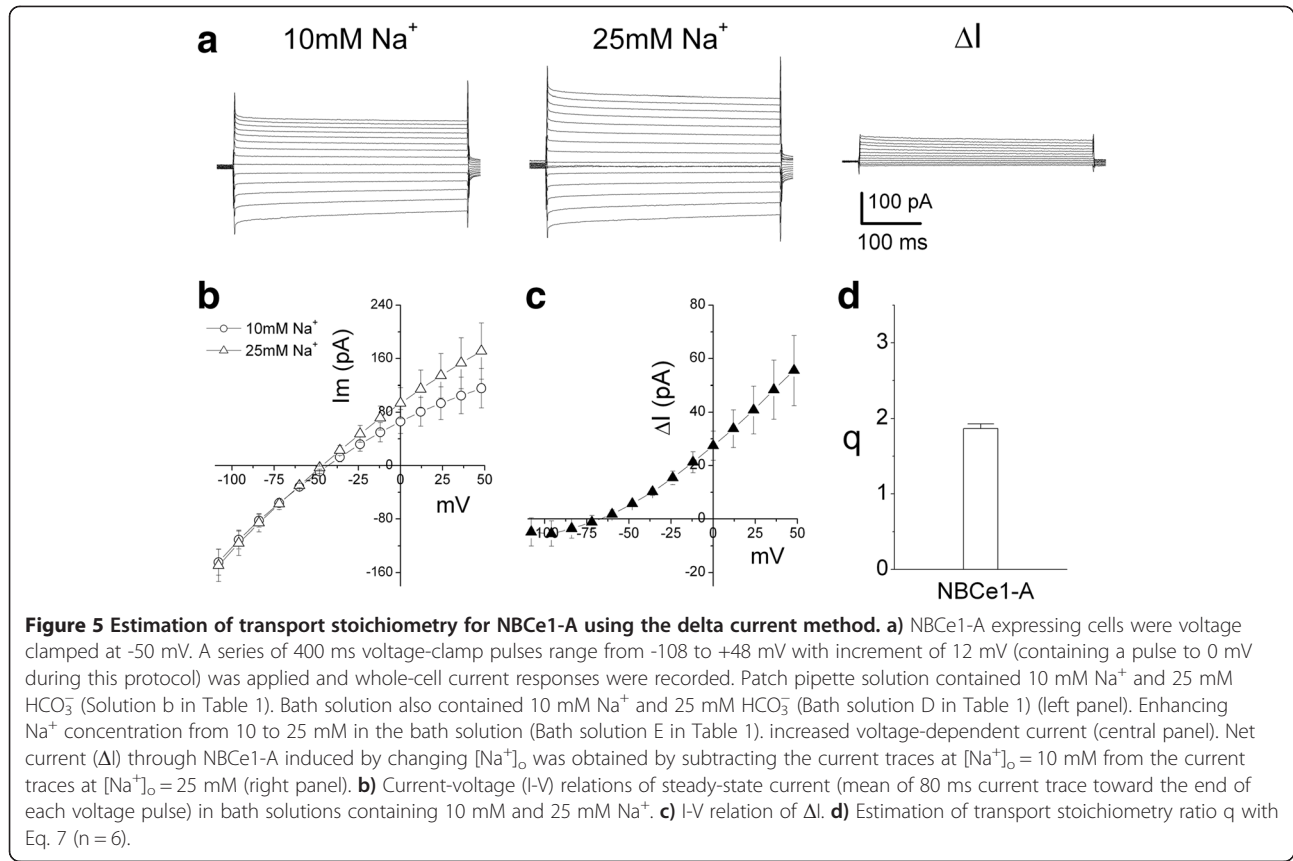 a
10mM Na⁺
25mM Na⁺
ΔI
100 pA
100 ms
b
10mM Na⁺
25mM Na⁺
Im (pA)
240
160
80
0
-80
-160
-100 -75 -50 -25 0 25 50
mV
c
ΔI (pA)
80
60
40
20
0
-20
-100 -75 -50 -25 0 25 50
mV
d
q
3
2
1
0
NBCe1-A
Figure 5 Estimation of transport stoichiometry for NBCe1-A using the delta current method. a) NBCe1-A expressing cells were voltage
clamped at -50 mV. A series of 400 ms voltage-clamp pulses range from -108 to +48 mV with increment of 12 mV (containing a pulse to 0 mV
during this protocol) was applied and whole-cell current responses were recorded. Patch pipette solution contained 10 mM Na⁺ and 25 mM
HCO₃⁻ (Solution b in Table 1). Bath solution also contained 10 mM Na⁺ and 25 mM HCO₃⁻ (Bath solution D in Table 1) (left panel). Enhancing
Na⁺ concentration from 10 to 25 mM in the bath solution (Bath solution E in Table 1). increased voltage-dependent current (central panel). Net
current (ΔI) through NBCe1-A induced by changing [Na⁺]ₒ was obtained by subtracting the current traces at [Na⁺]ₒ = 10 mM from the current
traces at [Na⁺]ₒ = 25 mM (right panel). b) Current-voltage (I-V) relations of steady-state current (mean of 80 ms current trace toward the end of
each voltage pulse) in bath solutions containing 10 mM and 25 mM Na⁺. c) I-V relation of ΔI. d) Estimation of transport stoichiometry ratio q with
Eq. 7 (n = 6).